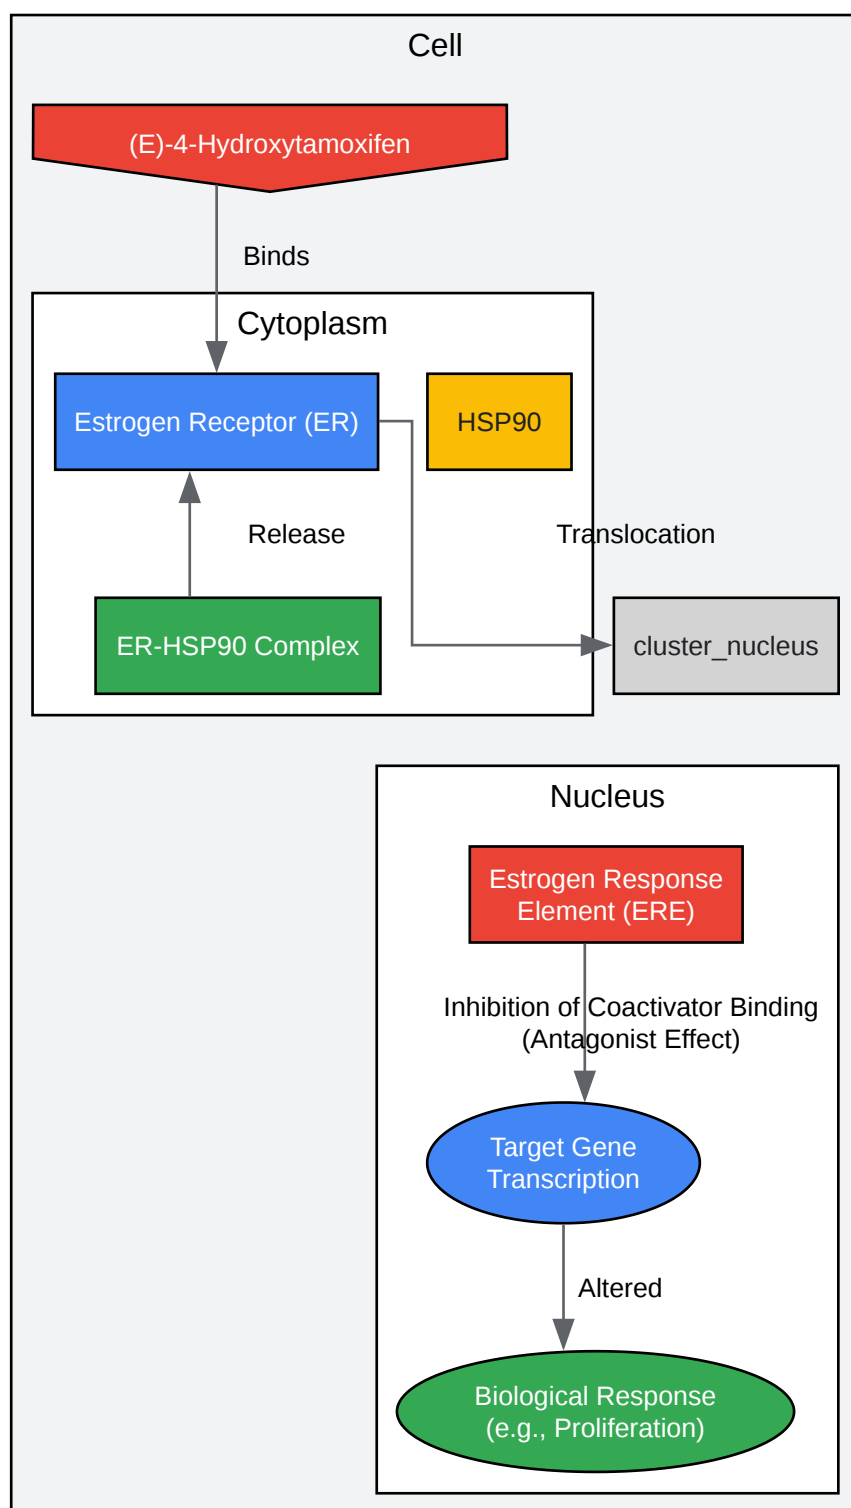 Cell
(E)-4-Hydroxytamoxifen
Binds
Cytoplasm
Estrogen Receptor (ER)
HSP90
Release
Translocation
ER-HSP90 Complex
cluster_nucleus
Nucleus
Estrogen Response
Element (ERE)
Inhibition of Coactivator Binding
(Antagonist Effect)
Target Gene
Transcription
Altered
Biological Response
(e.g., Proliferation)